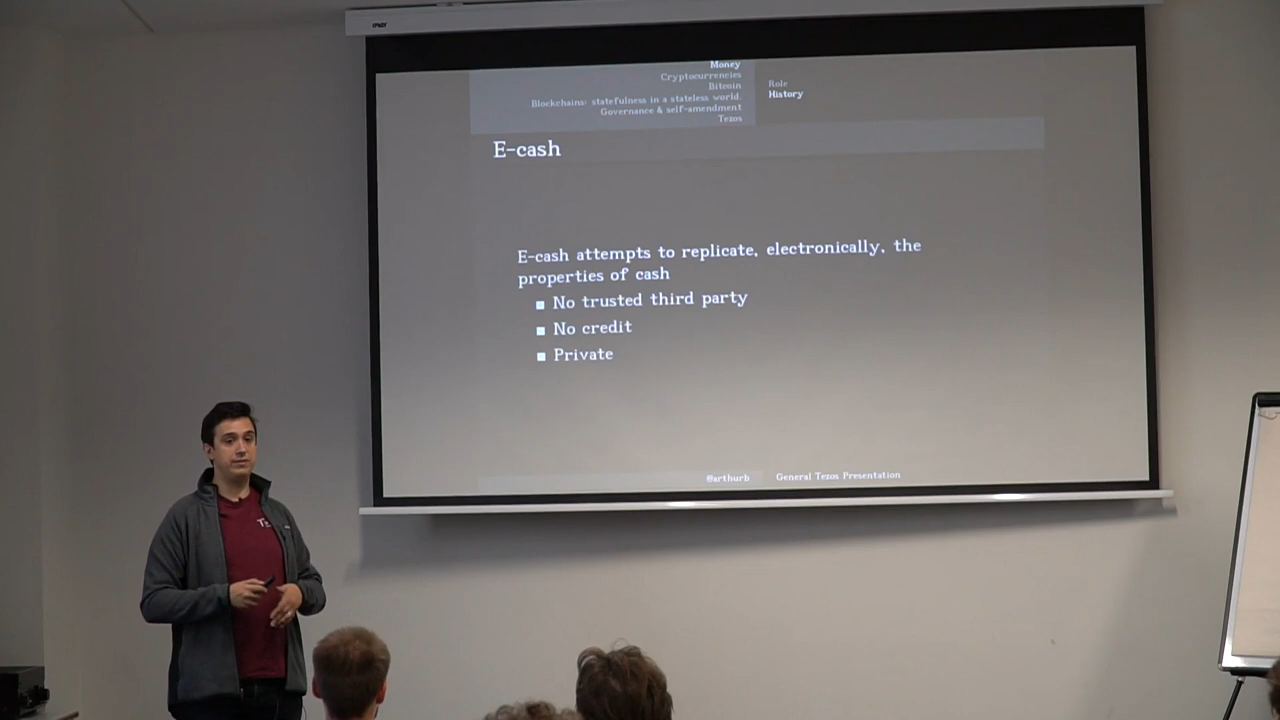 Money
Cryptocurrencies
Bitcoin
Blockchains: statefulness in a stateless world.
Governance & self-amendment
Tezos
Role
History
E-cash
E-cash attempts to replicate, electronically, the
properties of cash
No trusted third party
No credit
Private
@arthurb
General Tezos Presentation